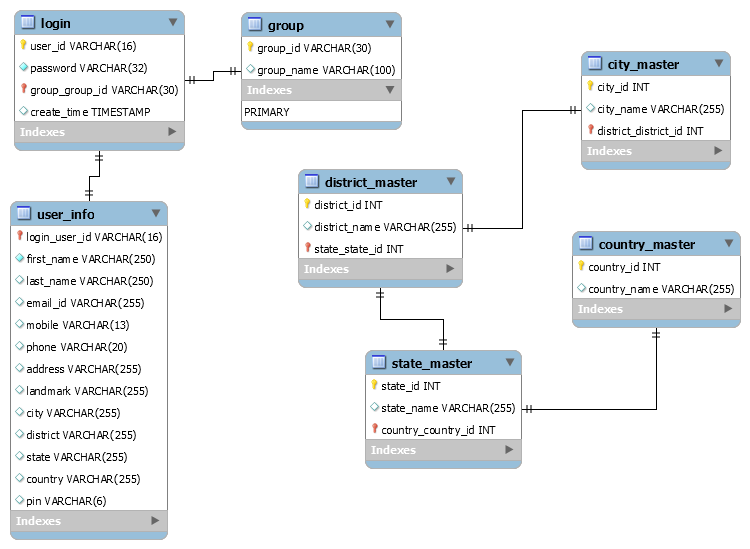 login
user_id VARCHAR(16)
password VARCHAR(32)
group_group_id VARCHAR(30)
create_time TIMESTAMP
Indexes
group
group_id VARCHAR(30)
group_name VARCHAR(100)
Indexes
PRIMARY
city_master
city_id INT
city_name VARCHAR(255)
district_district_id INT
Indexes
district_master
district_id INT
district_name VARCHAR(255)
state_state_id INT
Indexes
user_info
login_user_id VARCHAR(16)
first_name VARCHAR(250)
last_name VARCHAR(250)
email_id VARCHAR(255)
mobile VARCHAR(13)
phone VARCHAR(20)
address VARCHAR(255)
landmark VARCHAR(255)
city VARCHAR(255)
district VARCHAR(255)
state VARCHAR(255)
country VARCHAR(255)
pin VARCHAR(6)
Indexes
country_master
country_id INT
country_name VARCHAR(255)
Indexes
state_master
state_id INT
state_name VARCHAR(255)
country_country_id INT
Indexes